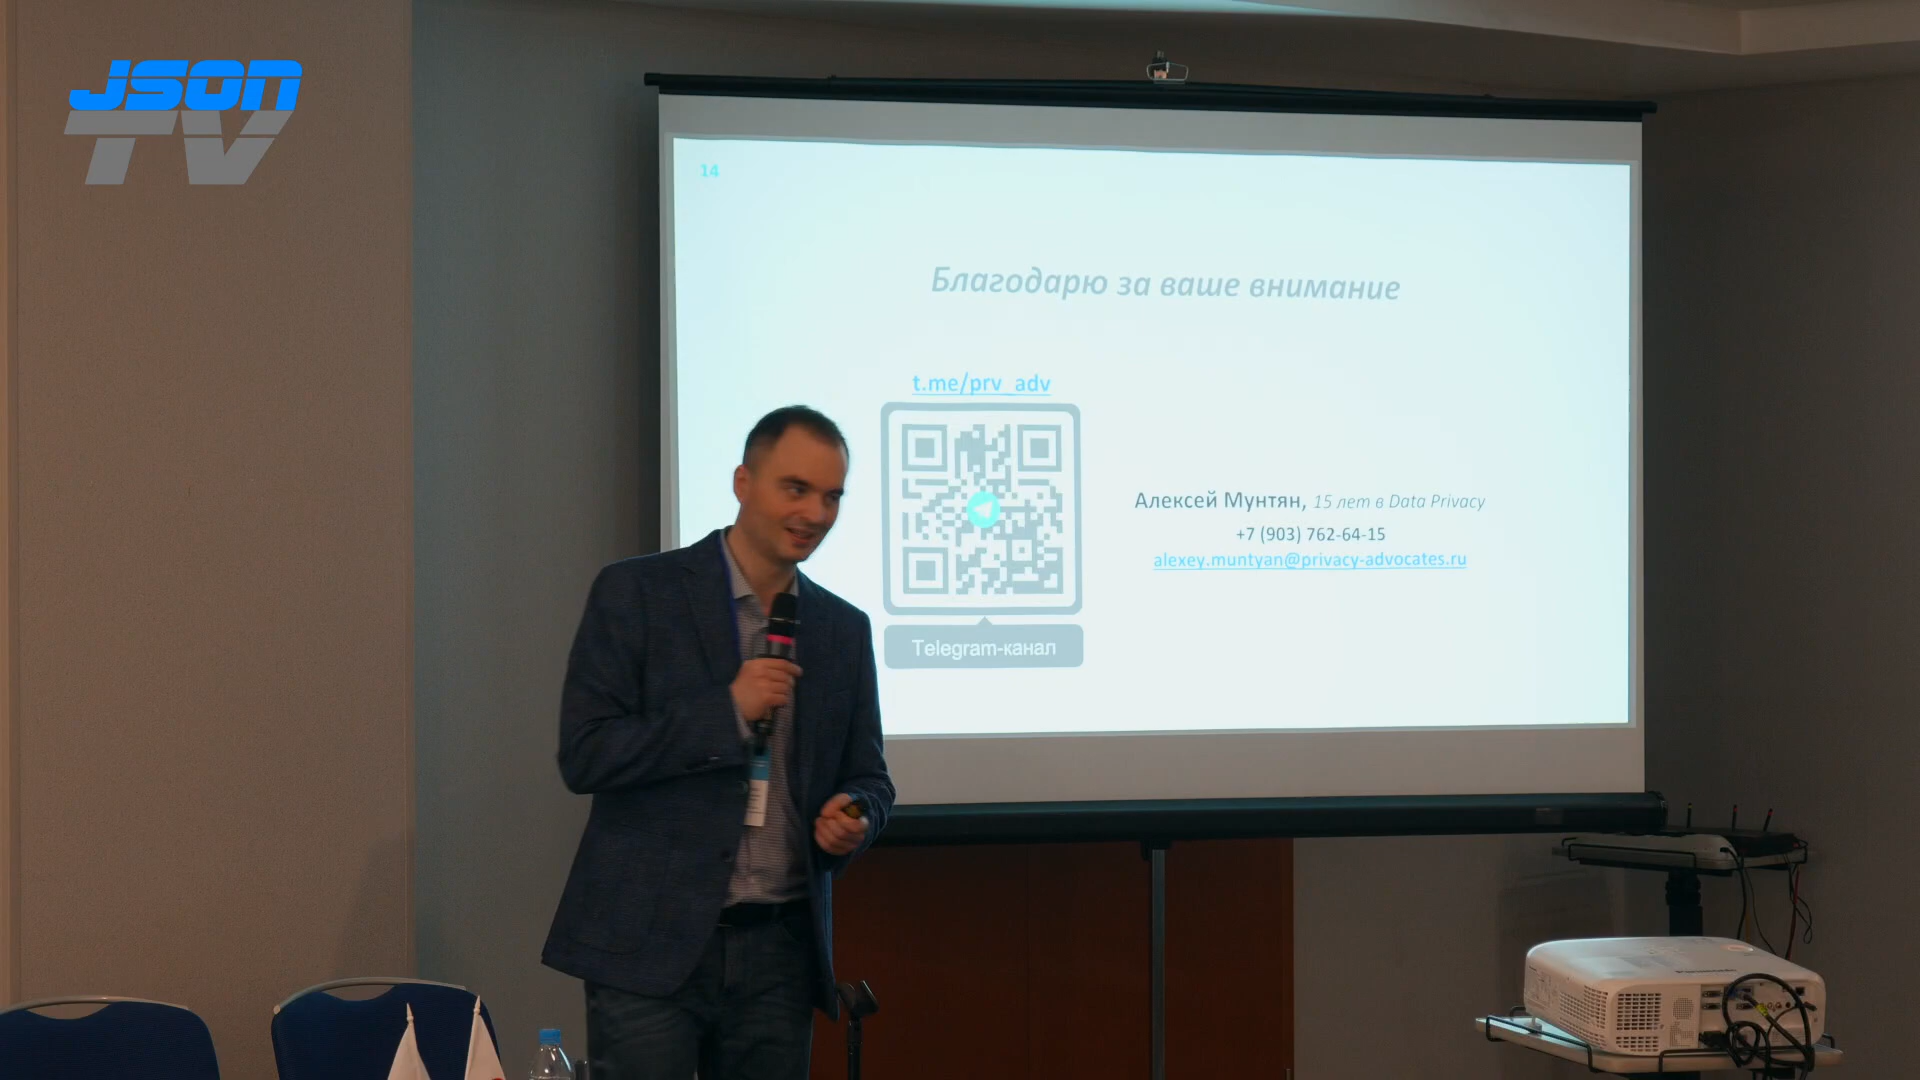 JSON
TV
14
Благодарю за ваше внимание
t.me/prv_adv
Алексей Мунтян, 15 лет в Data Privacy
+7 (903) 762-64-15
alexey.muntyan@privacy-advocates.ru
Telegram-канал
Panasonic